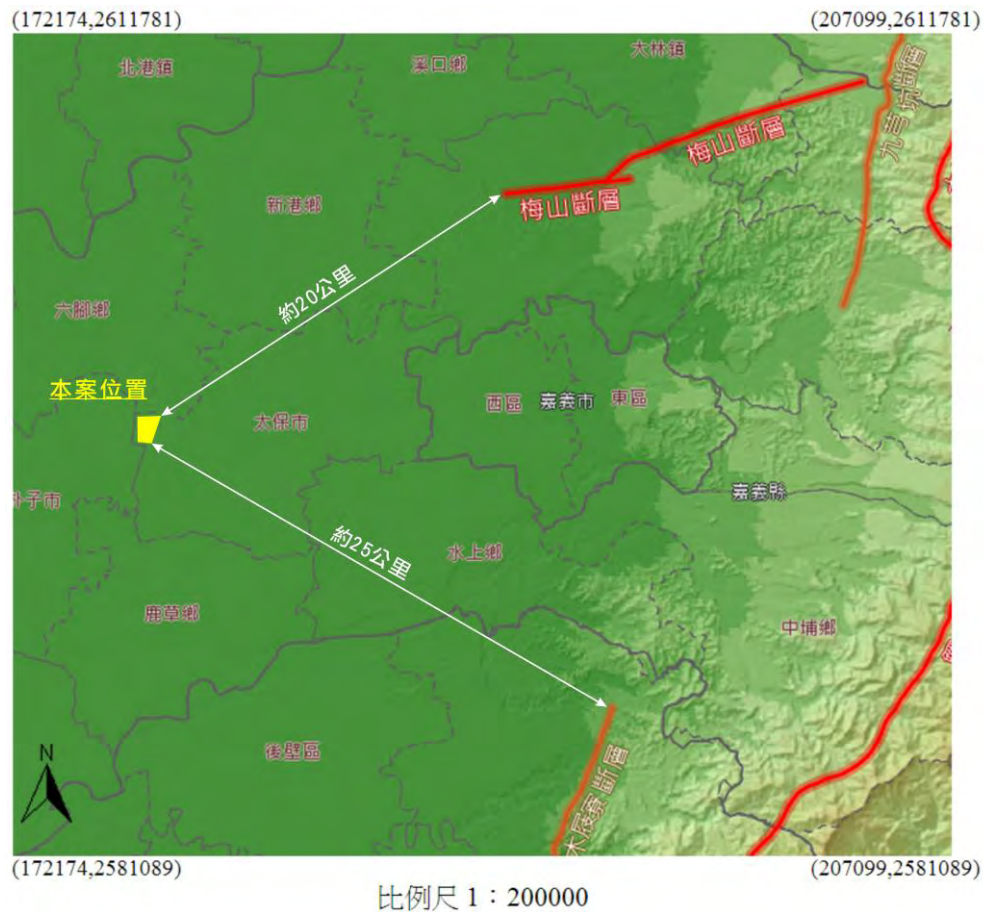 (172174,2611781)
(207099,2611781)
北港鎮
溪口鄉
大林鎮
九芎坑斷層
梅山斷層
梅山斷層
新港鄉
約20公里
六腳鄉
本案位置
太保市
西區
嘉義市
東區
嘉義縣
朴子市
約25公里
水上鄉
鹿草鄉
中埔鄉
後壁區
木屐寮斷層
N
(172174,2581089)
(207099,2581089)
比例尺 1：200000